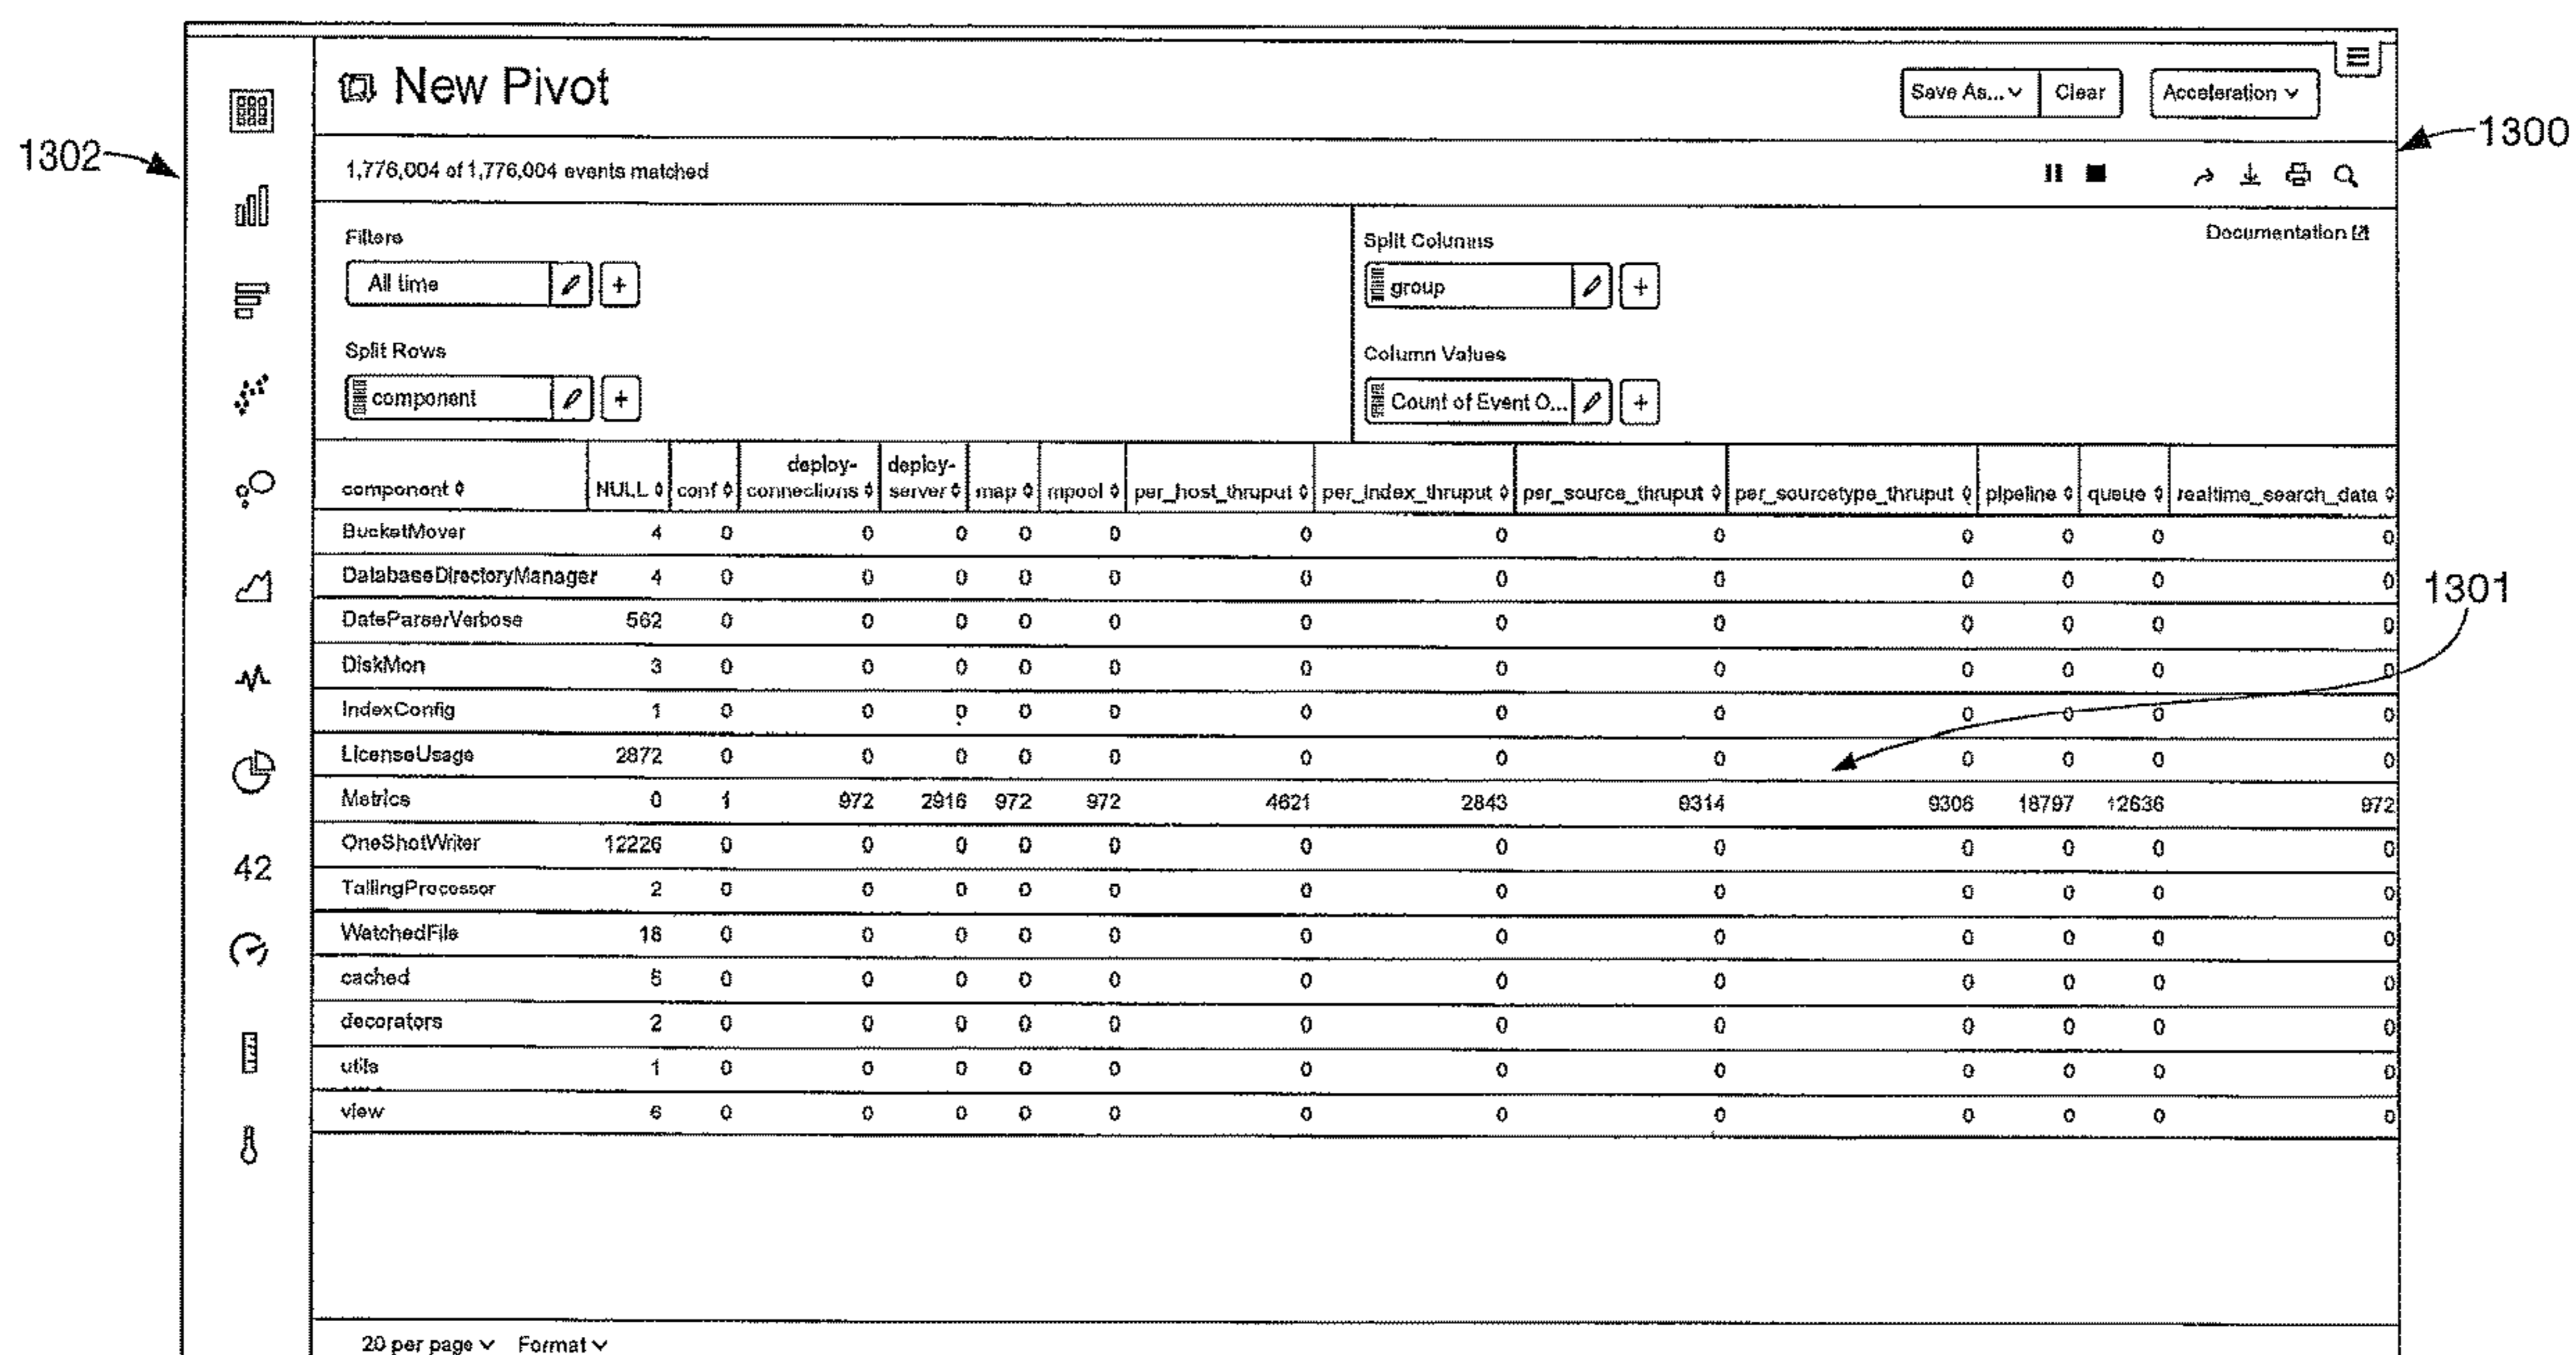 New Pivot
Save As... Clear Acceleration
1300
1302
1,776,004 of 1,776,004 events matched
Documentation
Filters
All time
Split Columns
group
Split Rows
component
Column Values
Count of Event O...
component NULL conf deploy-connections deploy-server map mpool per_host_thruput per_index_thruput per_source_thruput per_sourcetype_thruput pipeline queue realtime_search_data
BucketMover 4 0 0 0 0 0 0 0 0 0 0 0 0
DatabaseDirectoryManager 4 0 0 0 0 0 0 0 0 0 0 0 0
1301
DateParserVerbose 562 0 0 0 0 0 0 0 0 0 0 0 0
DiskMon 3 0 0 0 0 0 0 0 0 0 0 0 0
IndexConfig 1 0 0 0 0 0 0 0 0 0 0 0 0
LicenseUsage 2872 0 0 0 0 0 0 0 0 0 0 0 0
Metrics 0 1 972 2916 972 972 4621 2843 9314 9306 18797 12636 972
OneShotWriter 12226 0 0 0 0 0 0 0 0 0 0 0 0
42
TailingProcessor 2 0 0 0 0 0 0 0 0 0 0 0 0
WatchedFile 18 0 0 0 0 0 0 0 0 0 0 0 0
cached 5 0 0 0 0 0 0 0 0 0 0 0 0
decorators 2 0 0 0 0 0 0 0 0 0 0 0 0
utils 1 0 0 0 0 0 0 0 0 0 0 0 0
view 6 0 0 0 0 0 0 0 0 0 0 0 0
20 per page Format